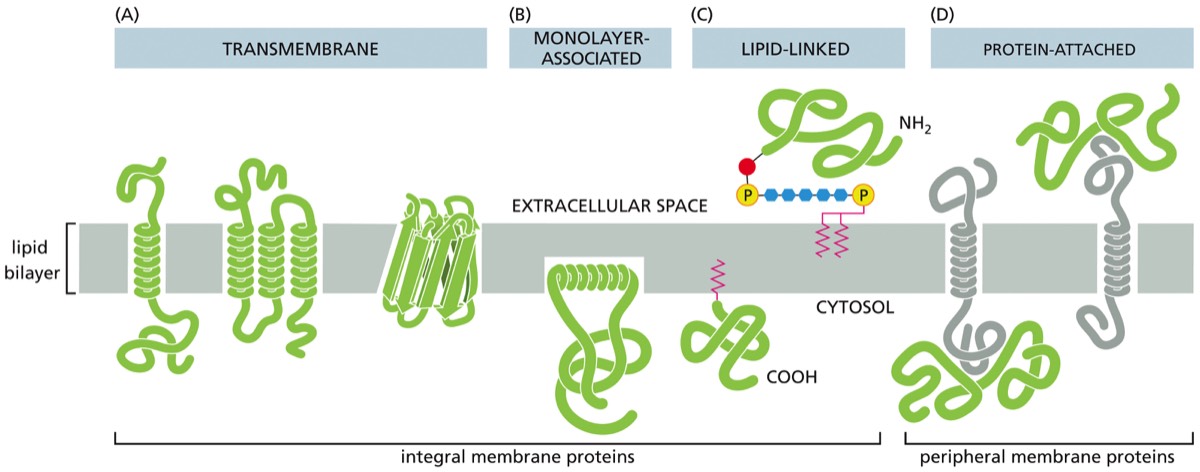 (A)
(B)
(C)
(D)
TRANSMEMBRANE
MONOLAYER-
ASSOCIATED
LIPID-LINKED
PROTEIN-ATTACHED
NH₂
P
P
EXTRACELLULAR SPACE
lipid
bilayer
CYTOSOL
COOH
integral membrane proteins
peripheral membrane proteins